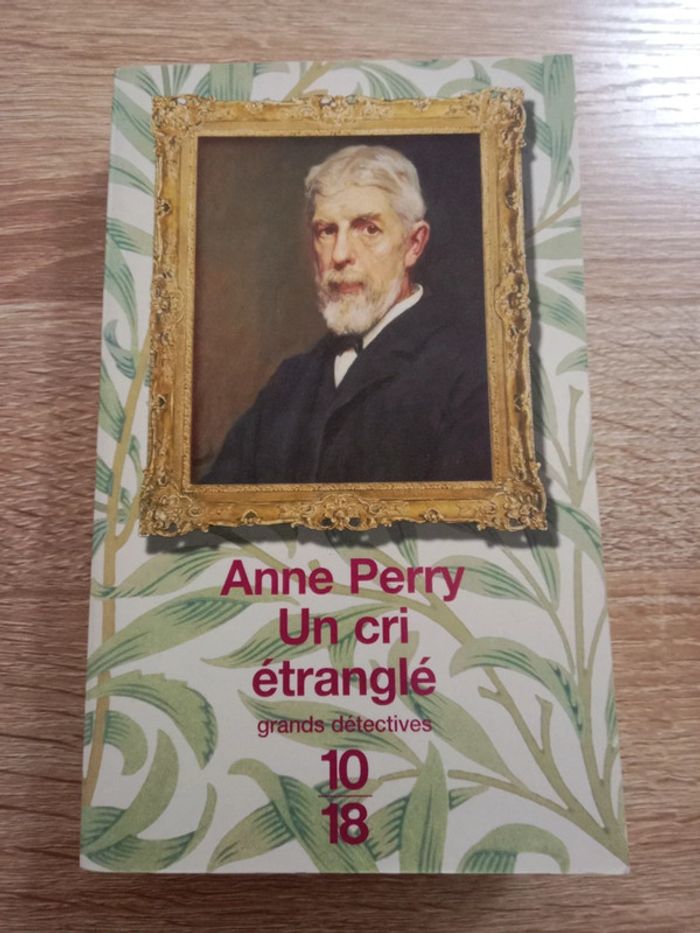 Anne Perry
Un cri
étranglé
grands détectives
10
18